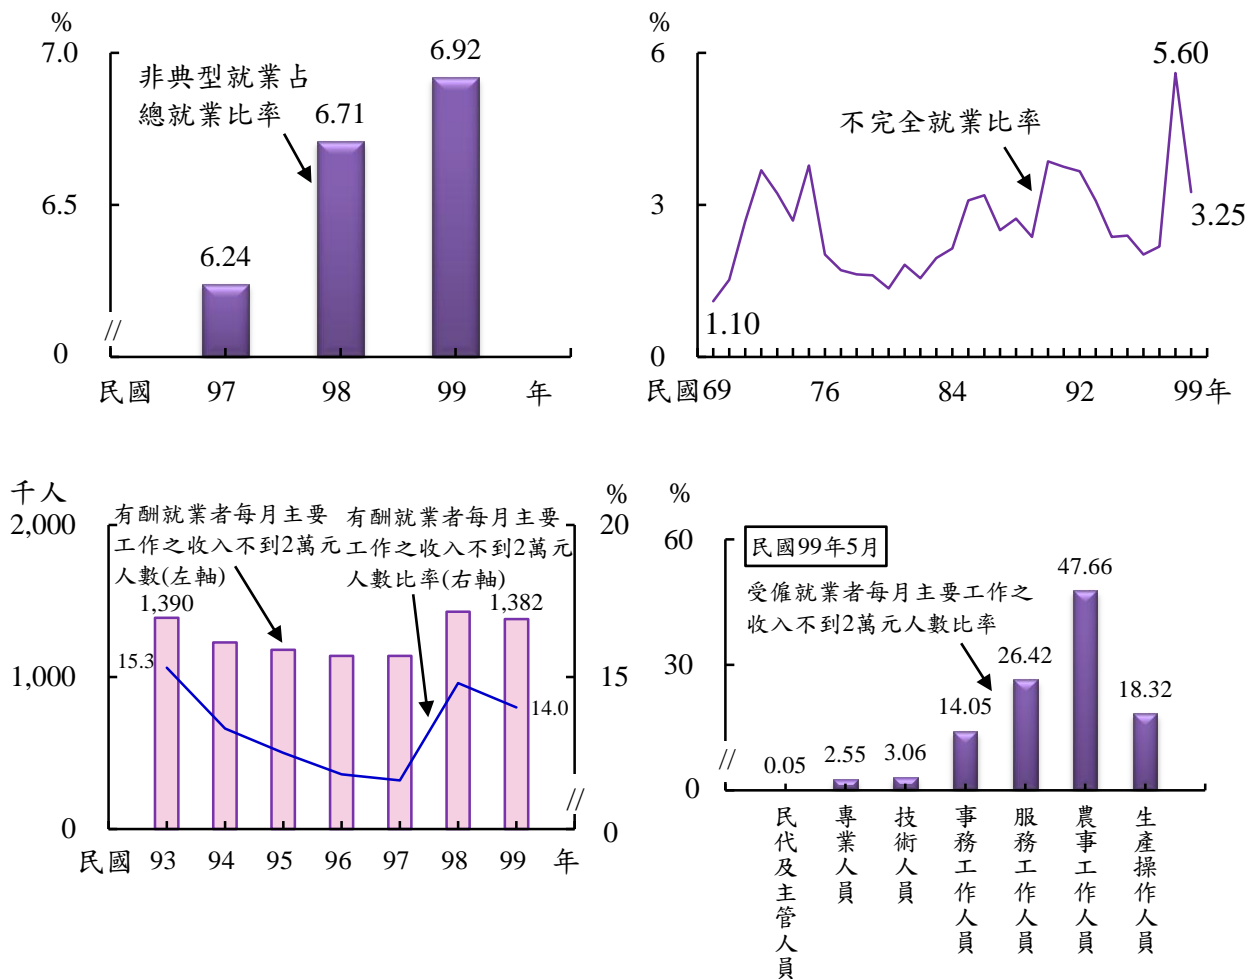 %
7.0
6.5
0
非典型就業占
總就業比率
6.24
6.71
6.92
//
民國
97
98
99
年
6
3
0
不完全就業比率
1.10
5.60
3.25
民國69
76
84
92
99年
千人
2,000
1,000
0
有酬就業者每月主要
工作之收入不到2萬元
人數(左軸)
有酬就業者每月主要
工作之收入不到2萬元
人數比率(右軸)
1,390
1,382
15.3
14.0
%
20
15
0
//
民國
93
94
95
96
97
98
99
年
%
60
30
0
//
民國99年5月
受僱就業者每月主要工作之
收入不到2萬元人數比率
0.05
2.55
3.06
14.05
26.42
47.66
18.32
民代及主管人員
專業人員
技術人員
事務工作人員
服務工作人員
農事工作人員
生產操作人員